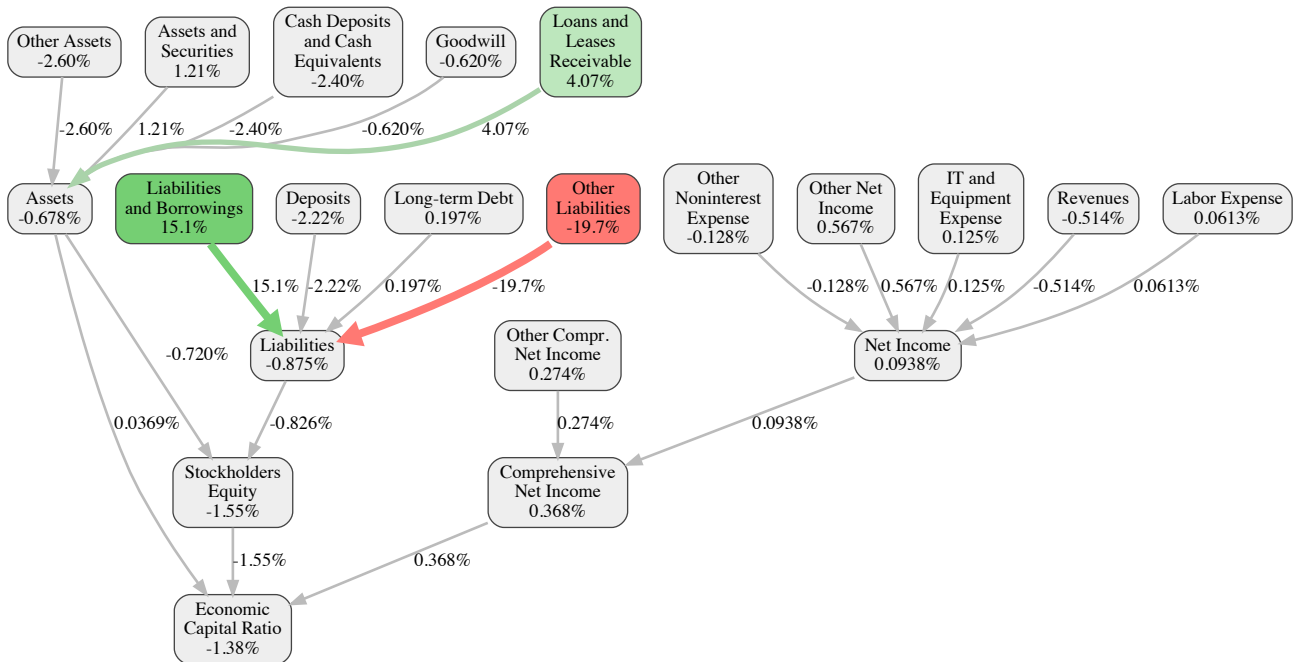 Other Assets
-2.60%
Assets and
Securities
1.21%
Cash Deposits
and Cash
Equivalents
-2.40%
Goodwill
-0.620%
Loans and
Leases
Receivable
4.07%
-2.60%
1.21%
-2.40%
-0.620%
4.07%
Assets
-0.678%
Liabilities
and Borrowings
15.1%
Deposits
-2.22%
Long-term Debt
0.197%
Other
Liabilities
-19.7%
Other
Noninterest
Expense
-0.128%
Other Net
Income
0.567%
IT and
Equipment
Expense
0.125%
Revenues
-0.514%
Labor Expense
0.0613%
15.1%
-2.22%
0.197%
-19.7%
-0.128%
0.567%
0.125%
-0.514%
0.0613%
-0.720%
Liabilities
-0.875%
Other Compr.
Net Income
0.274%
Net Income
0.0938%
0.0369%
-0.826%
0.274%
0.0938%
Stockholders
Equity
-1.55%
Comprehensive
Net Income
0.368%
-1.55%
0.368%
Economic
Capital Ratio
-1.38%